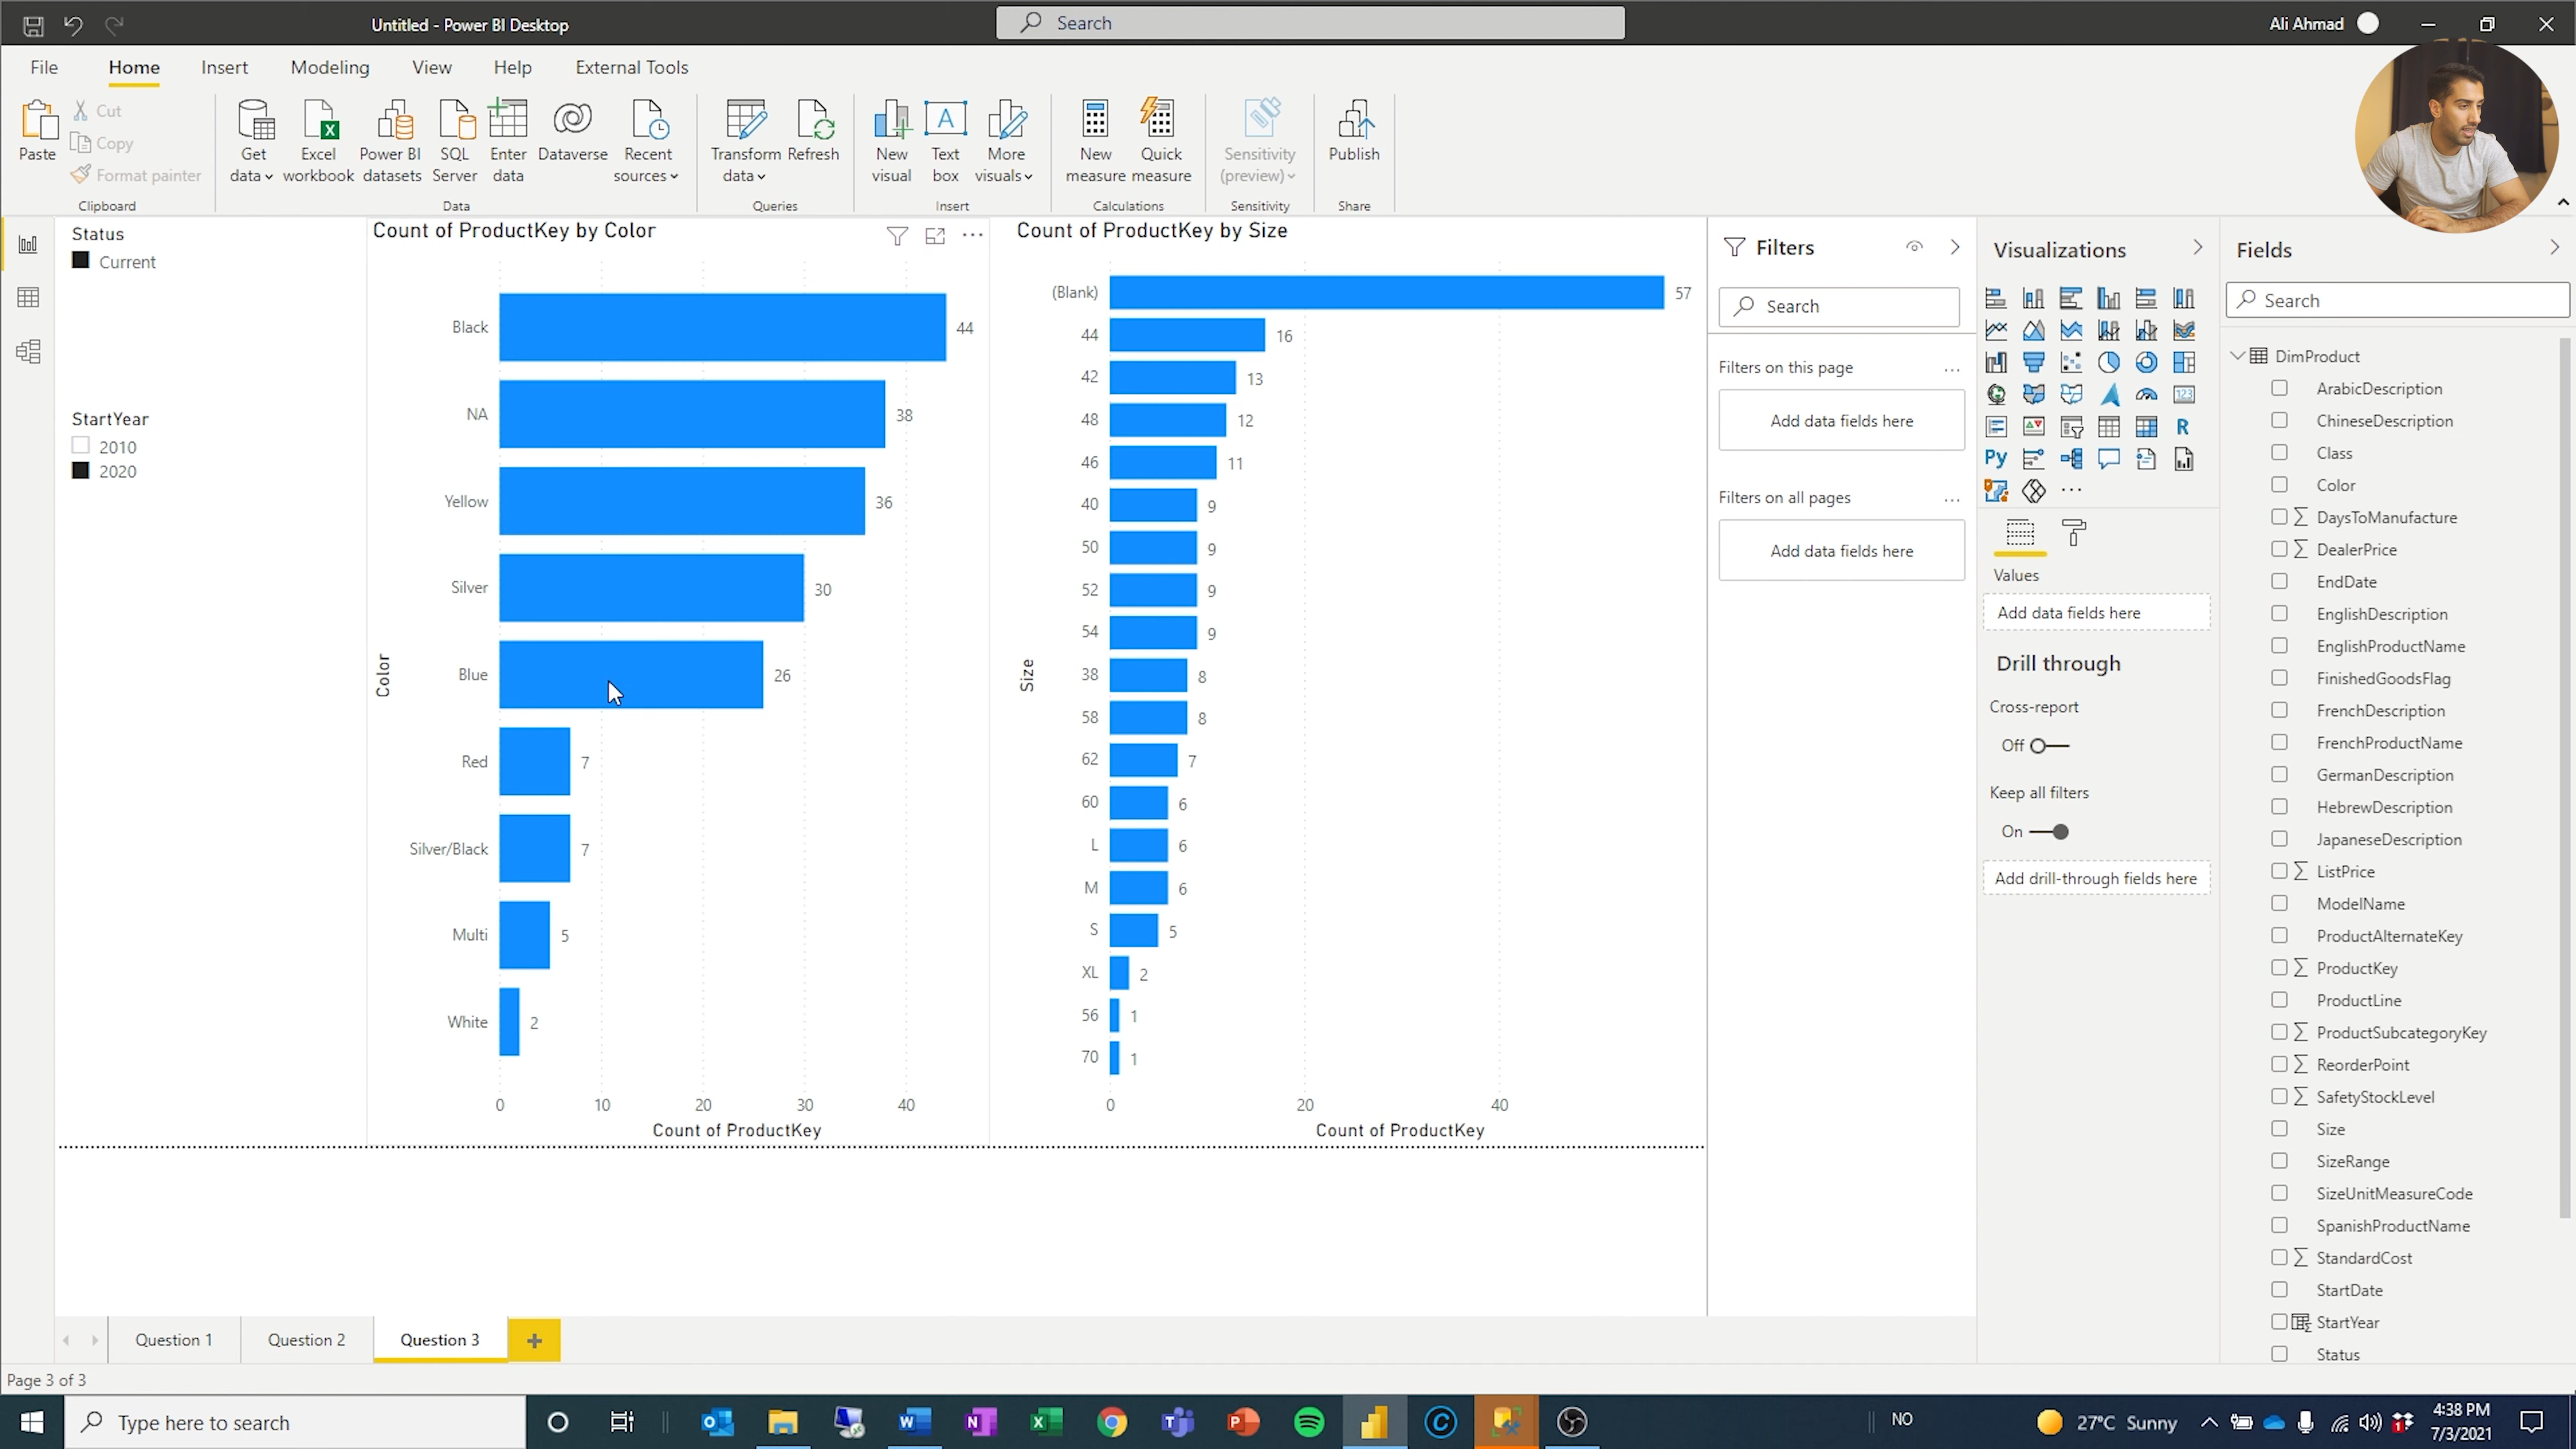 Untitled - Power BI Desktop
Search
Ali Ahmad
File Home Insert Modeling View Help External Tools
Paste
Cut
Copy
Format painter
Clipboard
Get data
Excel workbook
Power BI datasets
SQL Server
Enter data
Dataverse
Recent sources
Data
Transform data
Refresh
Queries
New visual
Text box
More visuals
Insert
New measure
Quick measure
Calculations
Sensitivity (preview)
Sensitivity
Publish
Share
Status
Current
StartYear
2010
2020
Count of ProductKey by Color
Color
Black 44
NA 38
Yellow 36
Silver 30
Blue 26
Red 7
Silver/Black 7
Multi 5
White 2
0 10 20 30 40
Count of ProductKey
Count of ProductKey by Size
Size
(Blank) 57
44 16
42 13
48 12
46 11
40 9
50 9
52 9
54 9
38 8
58 8
62 7
60 6
L 6
M 6
S 5
XL 2
56 1
70 1
0 20 40
Count of ProductKey
Filters
Search
Filters on this page
Add data fields here
Filters on all pages
Add data fields here
Visualizations
123
R
Py
Values
Add data fields here
Drill through
Cross-report
Off
Keep all filters
On
Add drill-through fields here
Fields
Search
DimProduct
ArabicDescription
ChineseDescription
Class
Color
DaysToManufacture
DealerPrice
EndDate
EnglishDescription
EnglishProductName
FinishedGoodsFlag
FrenchDescription
FrenchProductName
GermanDescription
HebrewDescription
JapaneseDescription
ListPrice
ModelName
ProductAlternateKey
ProductKey
ProductLine
ProductSubcategoryKey
ReorderPoint
SafetyStockLevel
Size
SizeRange
SizeUnitMeasureCode
SpanishProductName
StandardCost
StartDate
StartYear
Status
Question 1 Question 2 Question 3 +
Page 3 of 3
Type here to search
NO
27°C Sunny
4:38 PM
7/3/2021